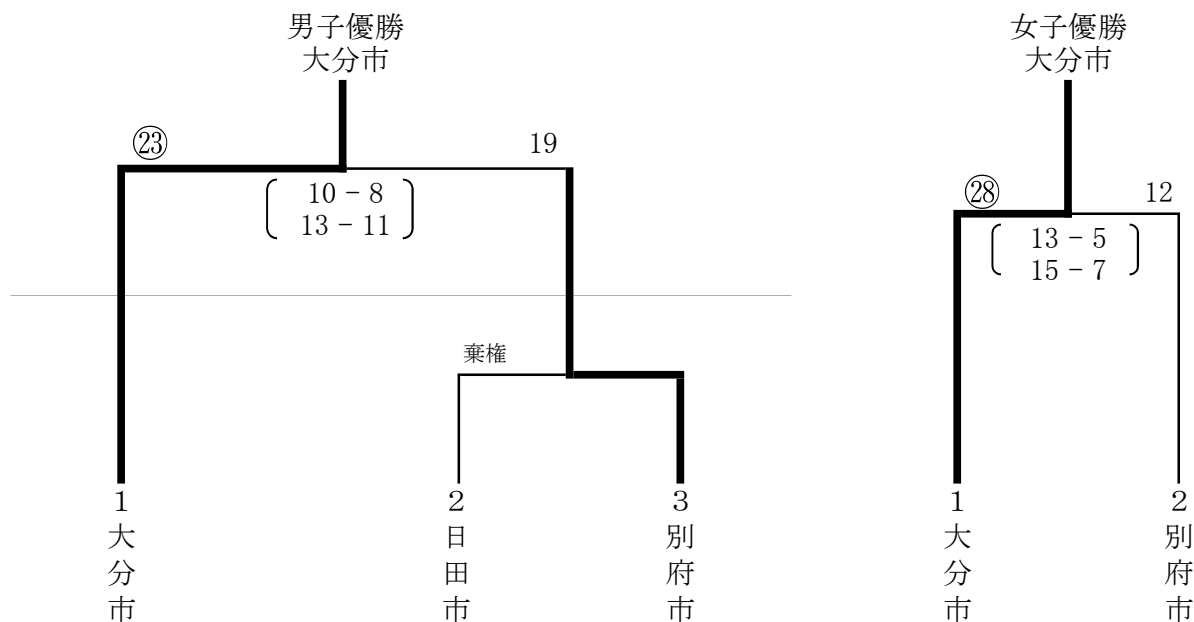 男子優勝
大分市
㉓
19
10 − 8
13 − 11
棄権
1
大分市
2
日田市
3
別府市
女子優勝
大分市
㉘
12
13 − 5
15 − 7
1
大分市
2
別府市